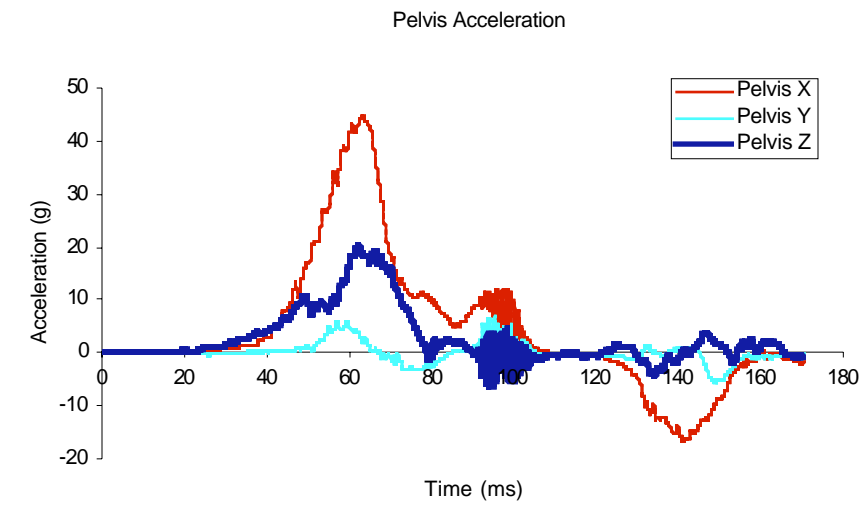 Pelvis Acceleration
50
40
30
20
10
0
-10
-20
Acceleration (g)
Pelvis X
Pelvis Y
Pelvis Z
0 20 40 60 80 100 120 140 160 180
Time (ms)